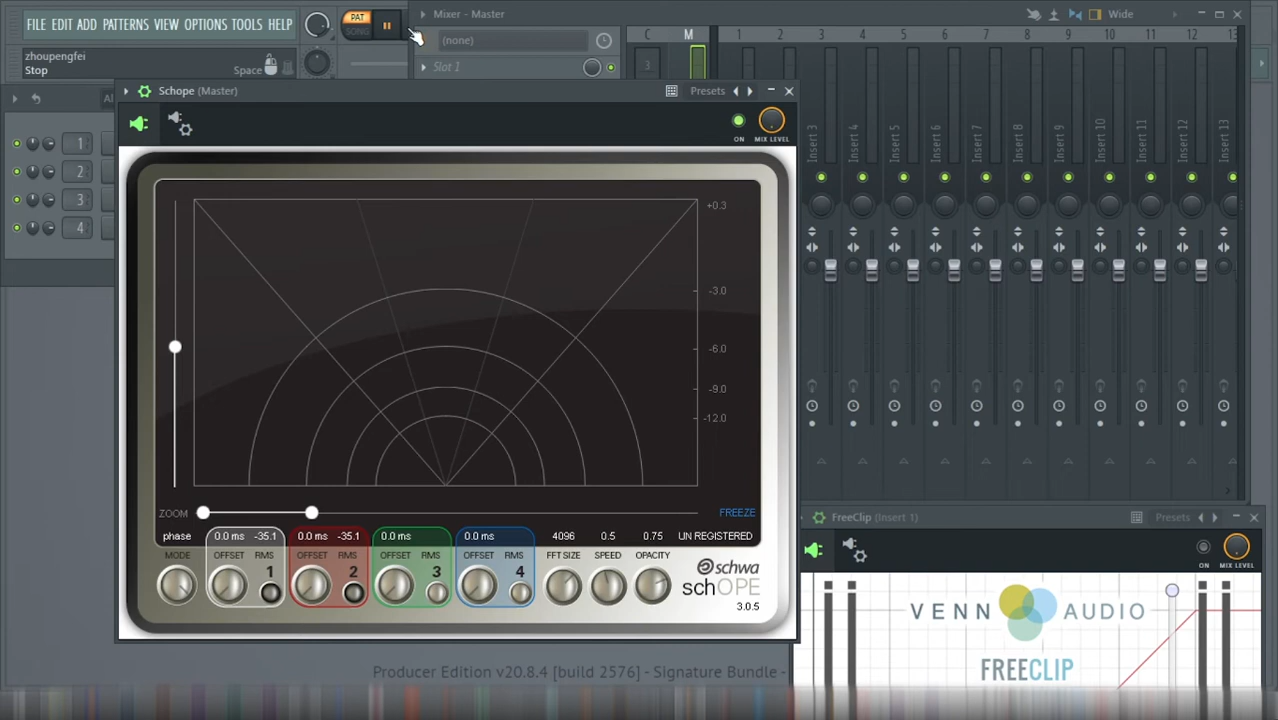 FILE EDIT ADD PATTERNS VIEW OPTIONS TOOLS HELP
PAT
SONG
zhoupengfei
Stop
Space
Mixer - Master
Wide
(none)
Slot 1
C M 1 2 3 4 5 6 7 8 9 10 11 12 13
3
Al
1
2
3
4
Schope (Master)
Presets
ON
MIX LEVEL
+0.3
-3.0
-6.0
-9.0
-12.0
ZOOM
FREEZE
phase
0.0 ms -35.1
0.0 ms -35.1
0.0 ms
0.0 ms
4096
0.5
0.75
UN REGISTERED
MODE
OFFSET RMS
1
OFFSET RMS
2
OFFSET RMS
3
OFFSET RMS
4
FFT SIZE
SPEED
OPACITY
schwa
schOPE
3.0.5
Insert 3
Insert 4
Insert 5
Insert 6
Insert 7
Insert 8
Insert 9
Insert 10
Insert 11
Insert 12
Insert 13
FreeClip (Insert 1)
Presets
ON
MIX LEVEL
VENN AUDIO
FREECLIP
Producer Edition v20.8.4 [build 2576] - Signature Bundle -